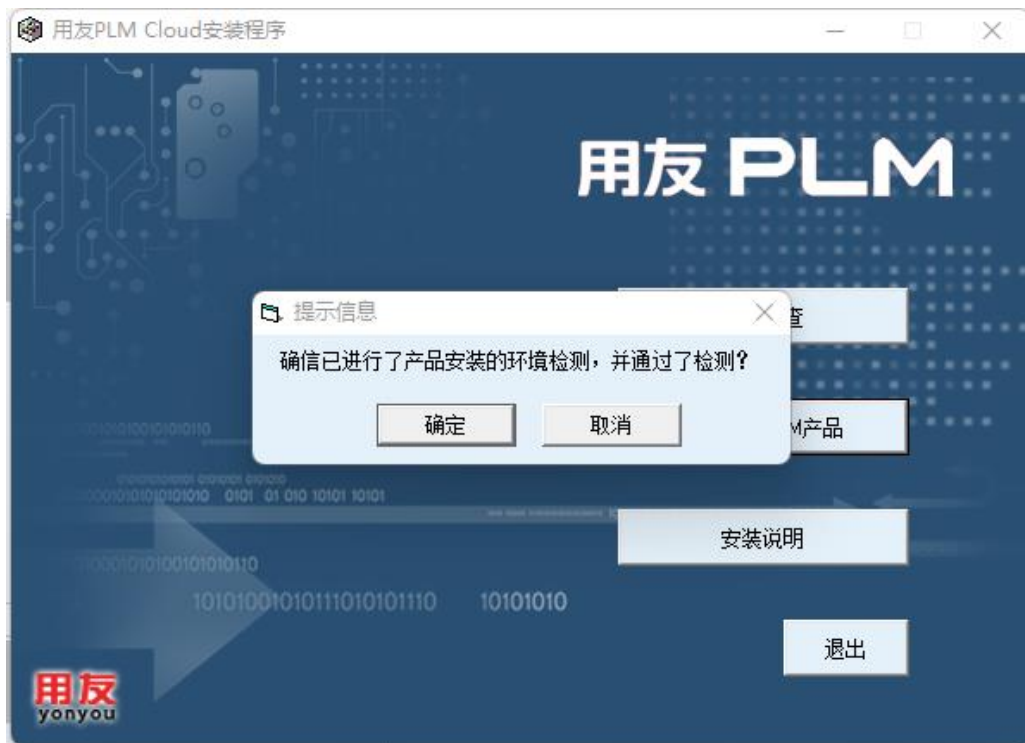 用友PLM Cloud安装程序
用友 PLM
提示信息
查
确信已进行了产品安装的环境检测，并通过了检测？
确定
取消
M产品
安装说明
10101001010111010101110 10101010
退出
用友
yonyou